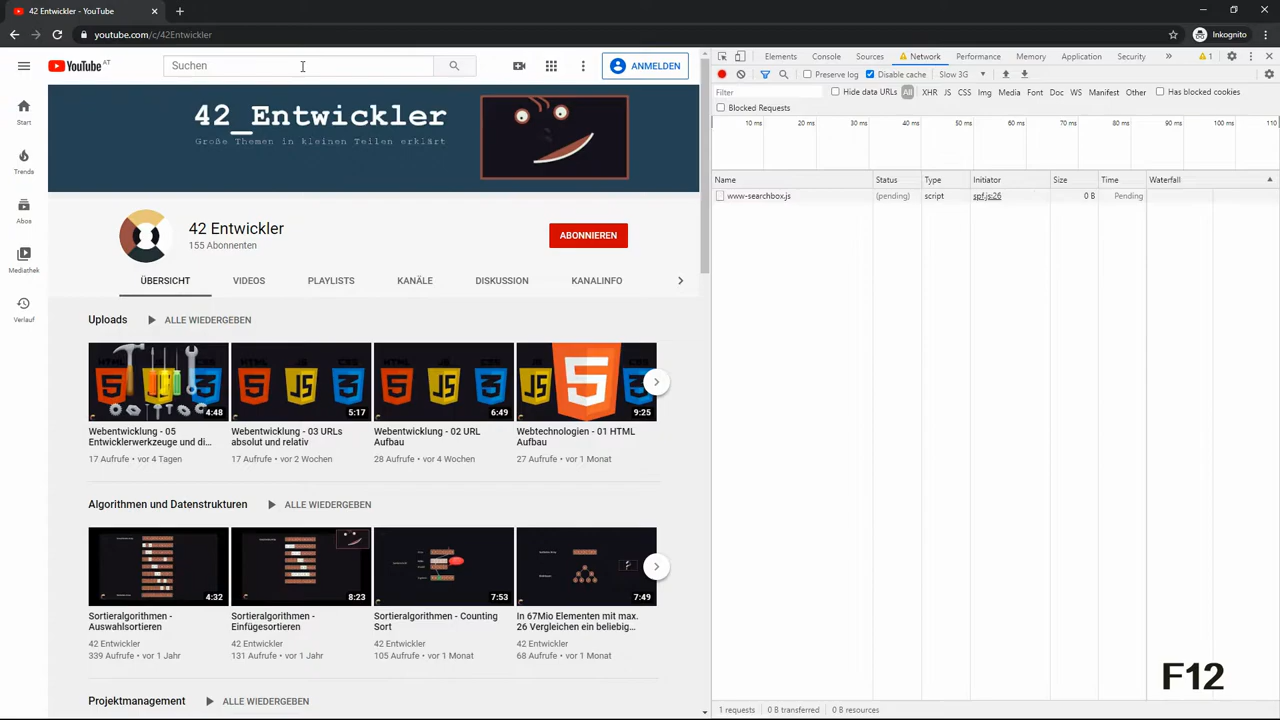 42 Entwickler - YouTube
youtube.com/c/42Entwickler
Inkognito
YouTube AT
Suchen
ANMELDEN
Start
Trends
Abos
Mediathek
Verlauf
42_Entwickler
Große Themen in kleinen Teilen erklärt
42 Entwickler
155 Abonnenten
ABONNIEREN
ÜBERSICHT VIDEOS PLAYLISTS KANÄLE DISKUSSION KANALINFO
Uploads ALLE WIEDERGEBEN
4:48
Webentwicklung - 05
Entwicklerwerkzeuge und di...
17 Aufrufe • vor 4 Tagen
5:17
Webentwicklung - 03 URLs
absolut und relativ
17 Aufrufe • vor 2 Wochen
6:49
Webentwicklung - 02 URL
Aufbau
28 Aufrufe • vor 4 Wochen
9:25
Webtechnologien - 01 HTML
Aufbau
27 Aufrufe • vor 1 Monat
Algorithmen und Datenstrukturen ALLE WIEDERGEBEN
4:32
Sortieralgorithmen -
Auswahlsortieren
42 Entwickler
339 Aufrufe • vor 1 Jahr
8:23
Sortieralgorithmen -
Einfügesortieren
42 Entwickler
131 Aufrufe • vor 1 Jahr
7:53
Sortieralgorithmen - Counting
Sort
42 Entwickler
105 Aufrufe • vor 1 Monat
7:49
In 67Mio Elementen mit max.
26 Vergleichen ein beliebig...
42 Entwickler
68 Aufrufe • vor 1 Monat
Projektmanagement ALLE WIEDERGEBEN
Elements Console Sources Network Performance Memory Application Security 1
Preserve log Disable cache Slow 3G
Filter Hide data URLs All XHR JS CSS Img Media Font Doc WS Manifest Other Has blocked cookies
Blocked Requests
10 ms 20 ms 30 ms 40 ms 50 ms 60 ms 70 ms 80 ms 90 ms 100 ms 110
Name Status Type Initiator Size Time Waterfall
www-searchbox.js (pending) script spf.js:26 0 B Pending
F12
1 requests 0 B transferred 0 B resources